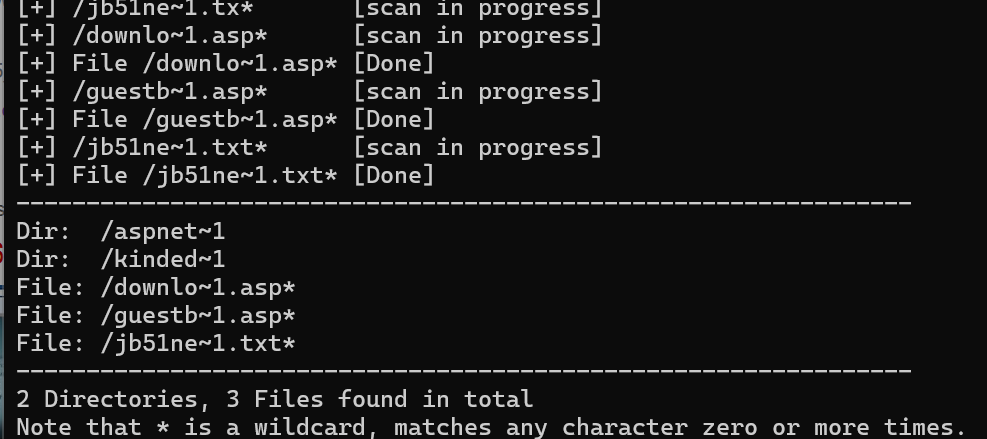 [+] /jb51ne~1.tx* [scan in progress]
[+] /downlo~1.asp* [scan in progress]
[+] File /downlo~1.asp* [Done]
[+] /guestb~1.asp* [scan in progress]
[+] File /guestb~1.asp* [Done]
[+] /jb51ne~1.txt* [scan in progress]
[+] File /jb51ne~1.txt* [Done]
----------------------------------------------------------------
Dir: /aspnet~1
Dir: /kinded~1
File: /downlo~1.asp*
File: /guestb~1.asp*
File: /jb51ne~1.txt*
----------------------------------------------------------------
2 Directories, 3 Files found in total
Note that * is a wildcard, matches any character zero or more times.